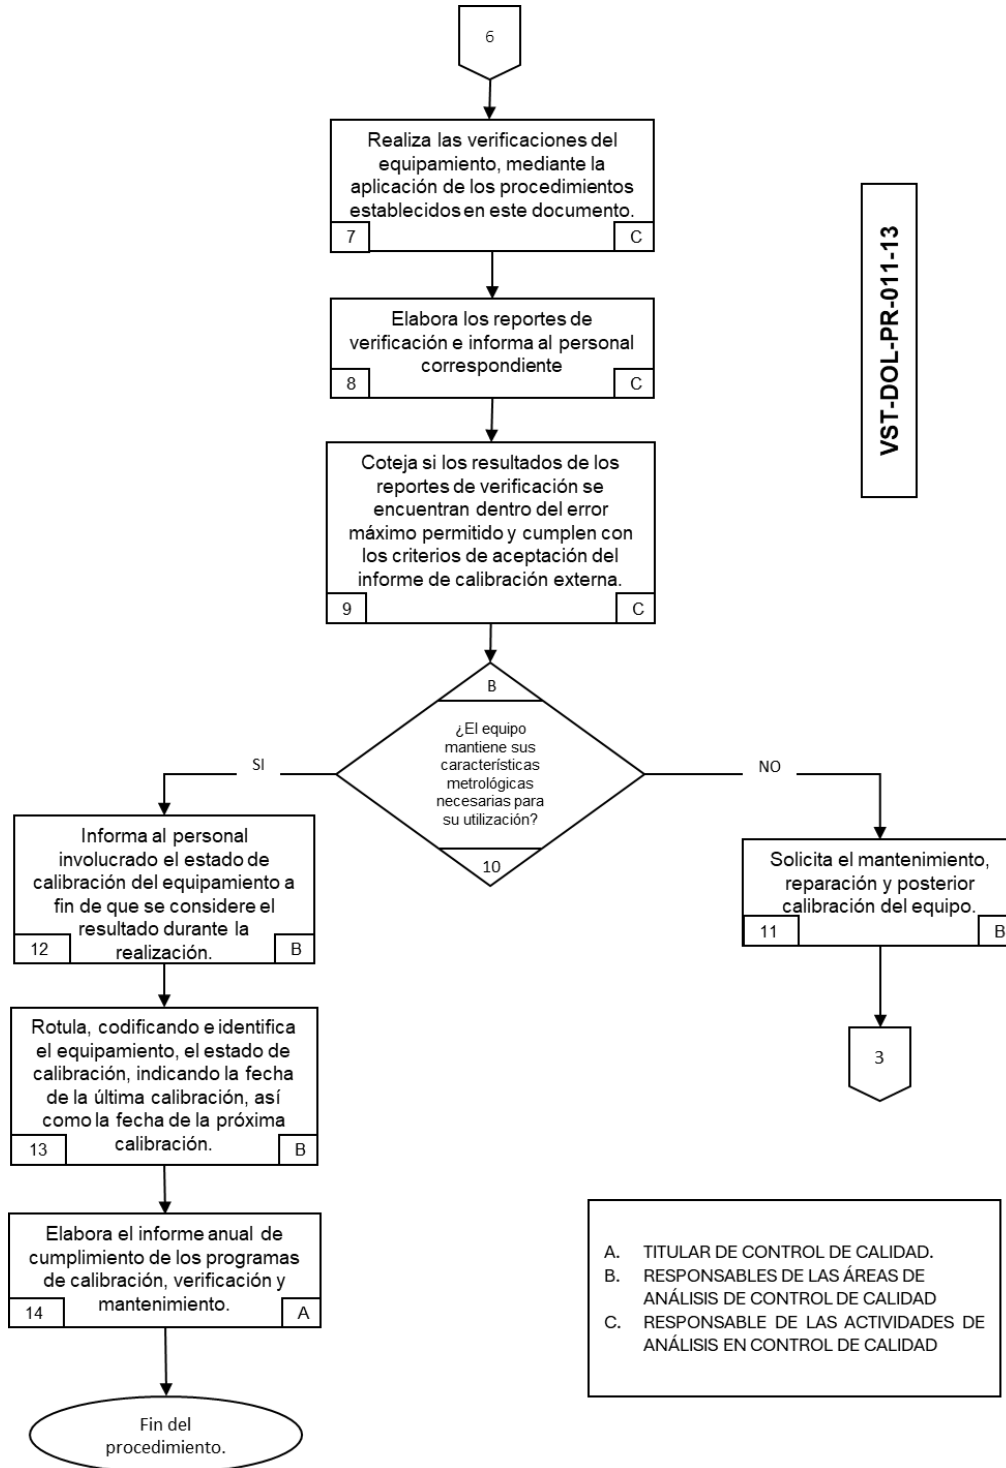 6
Realiza las verificaciones del
equipamiento, mediante la
aplicación de los procedimientos
establecidos en este documento.
7
C
VST-DOL-PR-011-13
Elabora los reportes de
verificación e informa al personal
correspondiente
8
C
Coteja si los resultados de los
reportes de verificación se
encuentran dentro del error
máximo permitido y cumplen con
los criterios de aceptación del
informe de calibración externa.
9
C
B
¿El equipo
mantiene sus
características
metrológicas
necesarias para
su utilización?
10
SI
NO
Informa al personal
involucrado el estado de
calibración del equipamiento a
fin de que se considere el
resultado durante la
realización.
12
B
Solicita el mantenimiento,
reparación y posterior
calibración del equipo.
11
B
3
Rotula, codificando e identifica
el equipamiento, el estado de
calibración, indicando la fecha
de la última calibración, así
como la fecha de la próxima
calibración.
13
B
Elabora el informe anual de
cumplimiento de los programas
de calibración, verificación y
mantenimiento.
14
A
Fin del
procedimiento.
A. TITULAR DE CONTROL DE CALIDAD.
B. RESPONSABLES DE LAS ÁREAS DE
ANÁLISIS DE CONTROL DE CALIDAD
C. RESPONSABLE DE LAS ACTIVIDADES DE
ANÁLISIS EN CONTROL DE CALIDAD